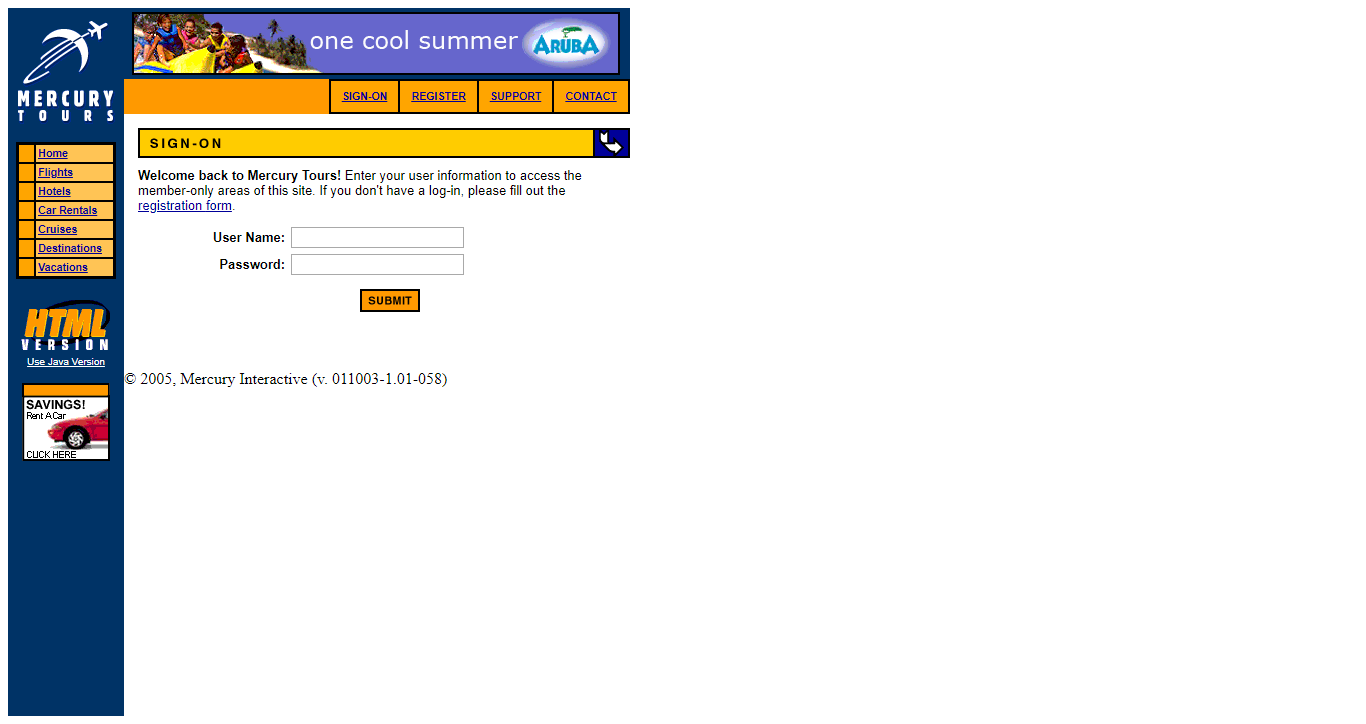 one cool summer ARUBA
MERCURY
TOURS
SIGN-ON REGISTER SUPPORT CONTACT
SIGN-ON
Home
Flights
Hotels
Car Rentals
Cruises
Destinations
Vacations
Welcome back to Mercury Tours! Enter your user information to access the
member-only areas of this site. If you don't have a log-in, please fill out the
registration form.
User Name:
Password:
SUBMIT
HTML
VERSION
Use Java Version
© 2005, Mercury Interactive (v. 011003-1.01-058)
SAVINGS!
Rent A Car
CLICK HERE